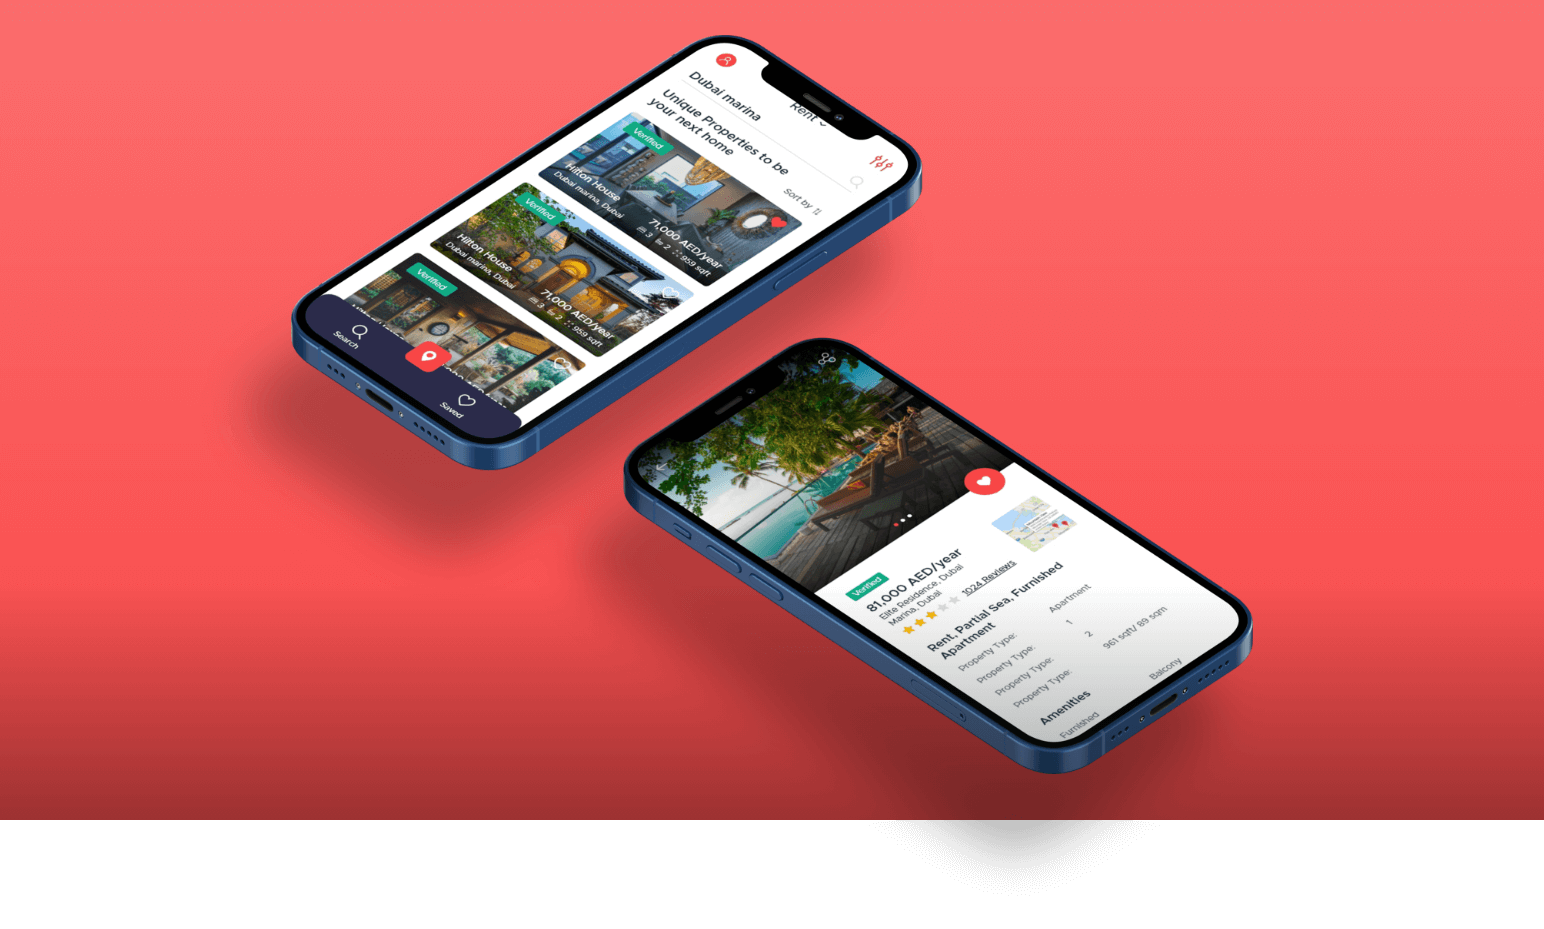 Rent
Dubai marina
Unique Properties to be
your next home
Sort by
Verified
Hilton House
Dubai marina, Dubai
71,000 AED/year
3 2 959 sqft
Verified
Hilton House
Dubai marina, Dubai
71,000 AED/year
3 2 959 sqft
Verified
Search
Saved
Verified
81,000 AED/year
Elite Residence, Dubai
Marina, Dubai
1024 Reviews
Rent, Partial Sea, Furnished
Apartment
Property Type: Apartment
Property Type: 1
Property Type: 2
Property Type: 961 sqft/ 89 sqm
Amenities
Furnished Balcony